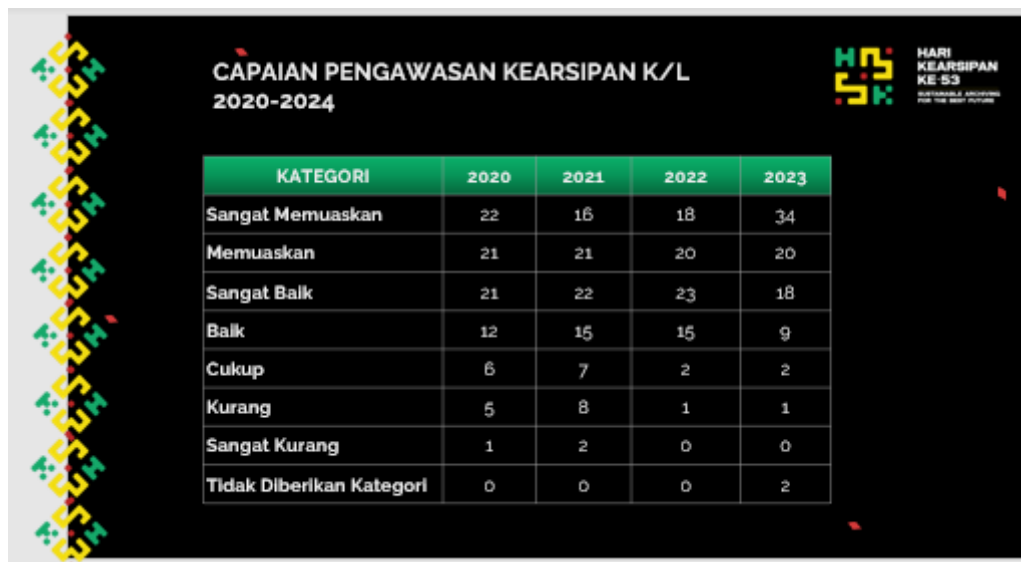 CAPAIAN PENGAWASAN KEARSIPAN K/L
2020-2024
HARI
KEARSIPAN
KE-53
SUSTAINABLE ARCHIVING
FOR THE BEST FUTURE
KATEGORI 2020 2021 2022 2023
Sangat Memuaskan 22 16 18 34
Memuaskan 21 21 20 20
Sangat Baik 21 22 23 18
Baik 12 15 15 9
Cukup 6 7 2 2
Kurang 5 8 1 1
Sangat Kurang 1 2 0 0
Tidak Diberikan Kategori 0 0 0 2